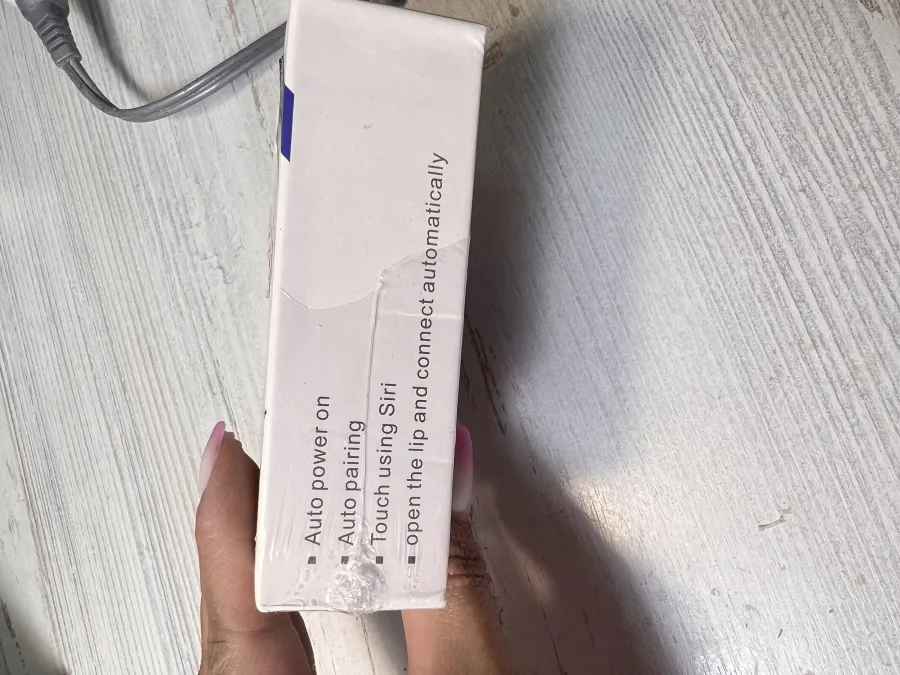 ▪ Auto power on
▪ Auto pairing
▪ Touch using Siri
▪ open the lip and connect automatically